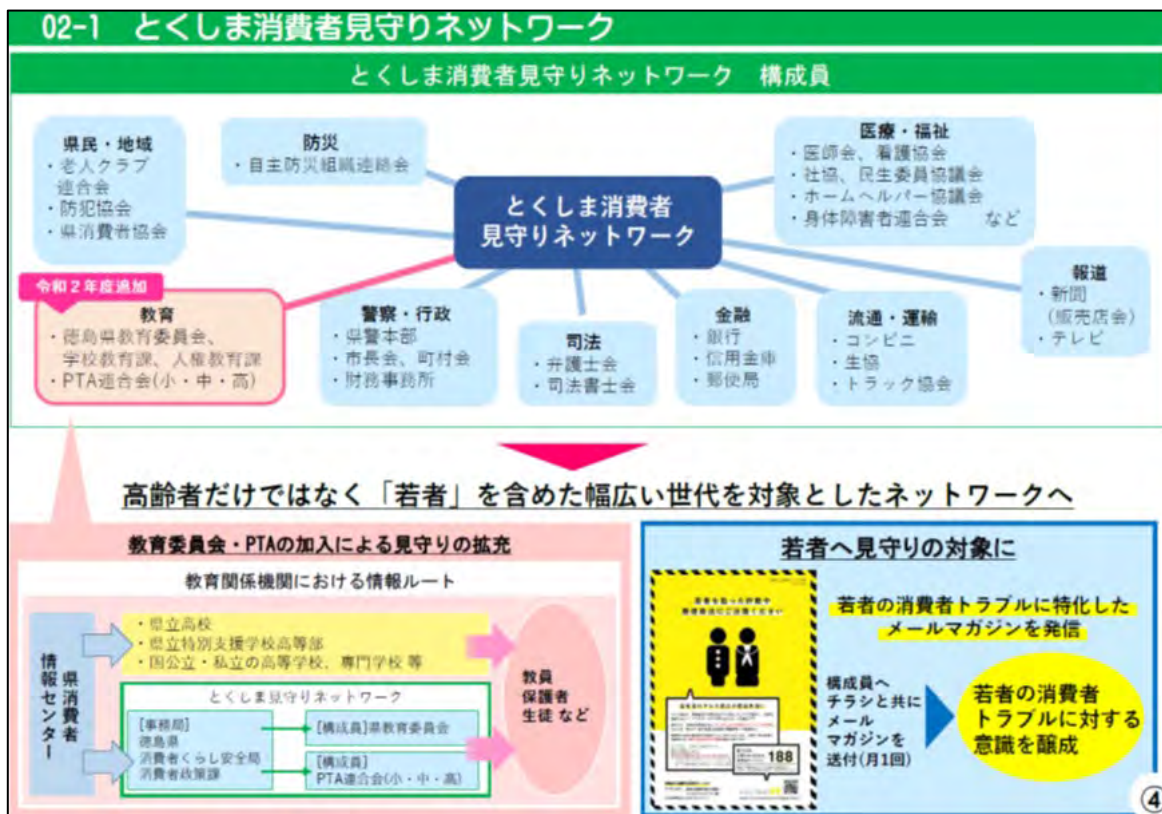 02-1 とくしま消費者見守りネットワーク
とくしま消費者見守りネットワーク 構成員
県民・地域
・老人クラブ
連合会
・防犯協会
・県消費者協会
防災
・自主防災組織連絡会
とくしま消費者
見守りネットワーク
医療・福祉
・医師会、看護協会
・社協、民生委員協議会
・ホームヘルパー協議会
・身体障害者連合会 など
令和2年度追加
教育
・徳島県教育委員会、
学校教育課、人権教育課
・PTA連合会(小・中・高)
警察・行政
・県警本部
・市長会、町村会
・財務事務所
司法
・弁護士会
・司法書士会
金融
・銀行
・信用金庫
・郵便局
流通・運輸
・コンビニ
・生協
・トラック協会
報道
・新聞
(販売店会)
・テレビ
高齢者だけではなく「若者」を含めた幅広い世代を対象としたネットワークへ
教育委員会・PTAの加入による見守りの拡充
教育関係機関における情報ルート
県消費者
情報センター
・県立高校
・県立特別支援学校高等部
・国公立・私立の高等学校、専門学校 等
とくしま見守りネットワーク
[事務局]
徳島県
消費者くらし安全局
消費者政策課
[構成員]県教育委員会
[構成員]
PTA連合会(小・中・高)
教員
保護者
生徒 など
若者へ見守りの対象に
若者を狙った詐欺や
悪質商法にご注意ください
188
若者の消費者トラブルに特化した
メールマガジンを発信
構成員へ
チラシと共に
メール
マガジンを
送付(月1回)
若者の消費者
トラブルに対する
意識を醸成
④